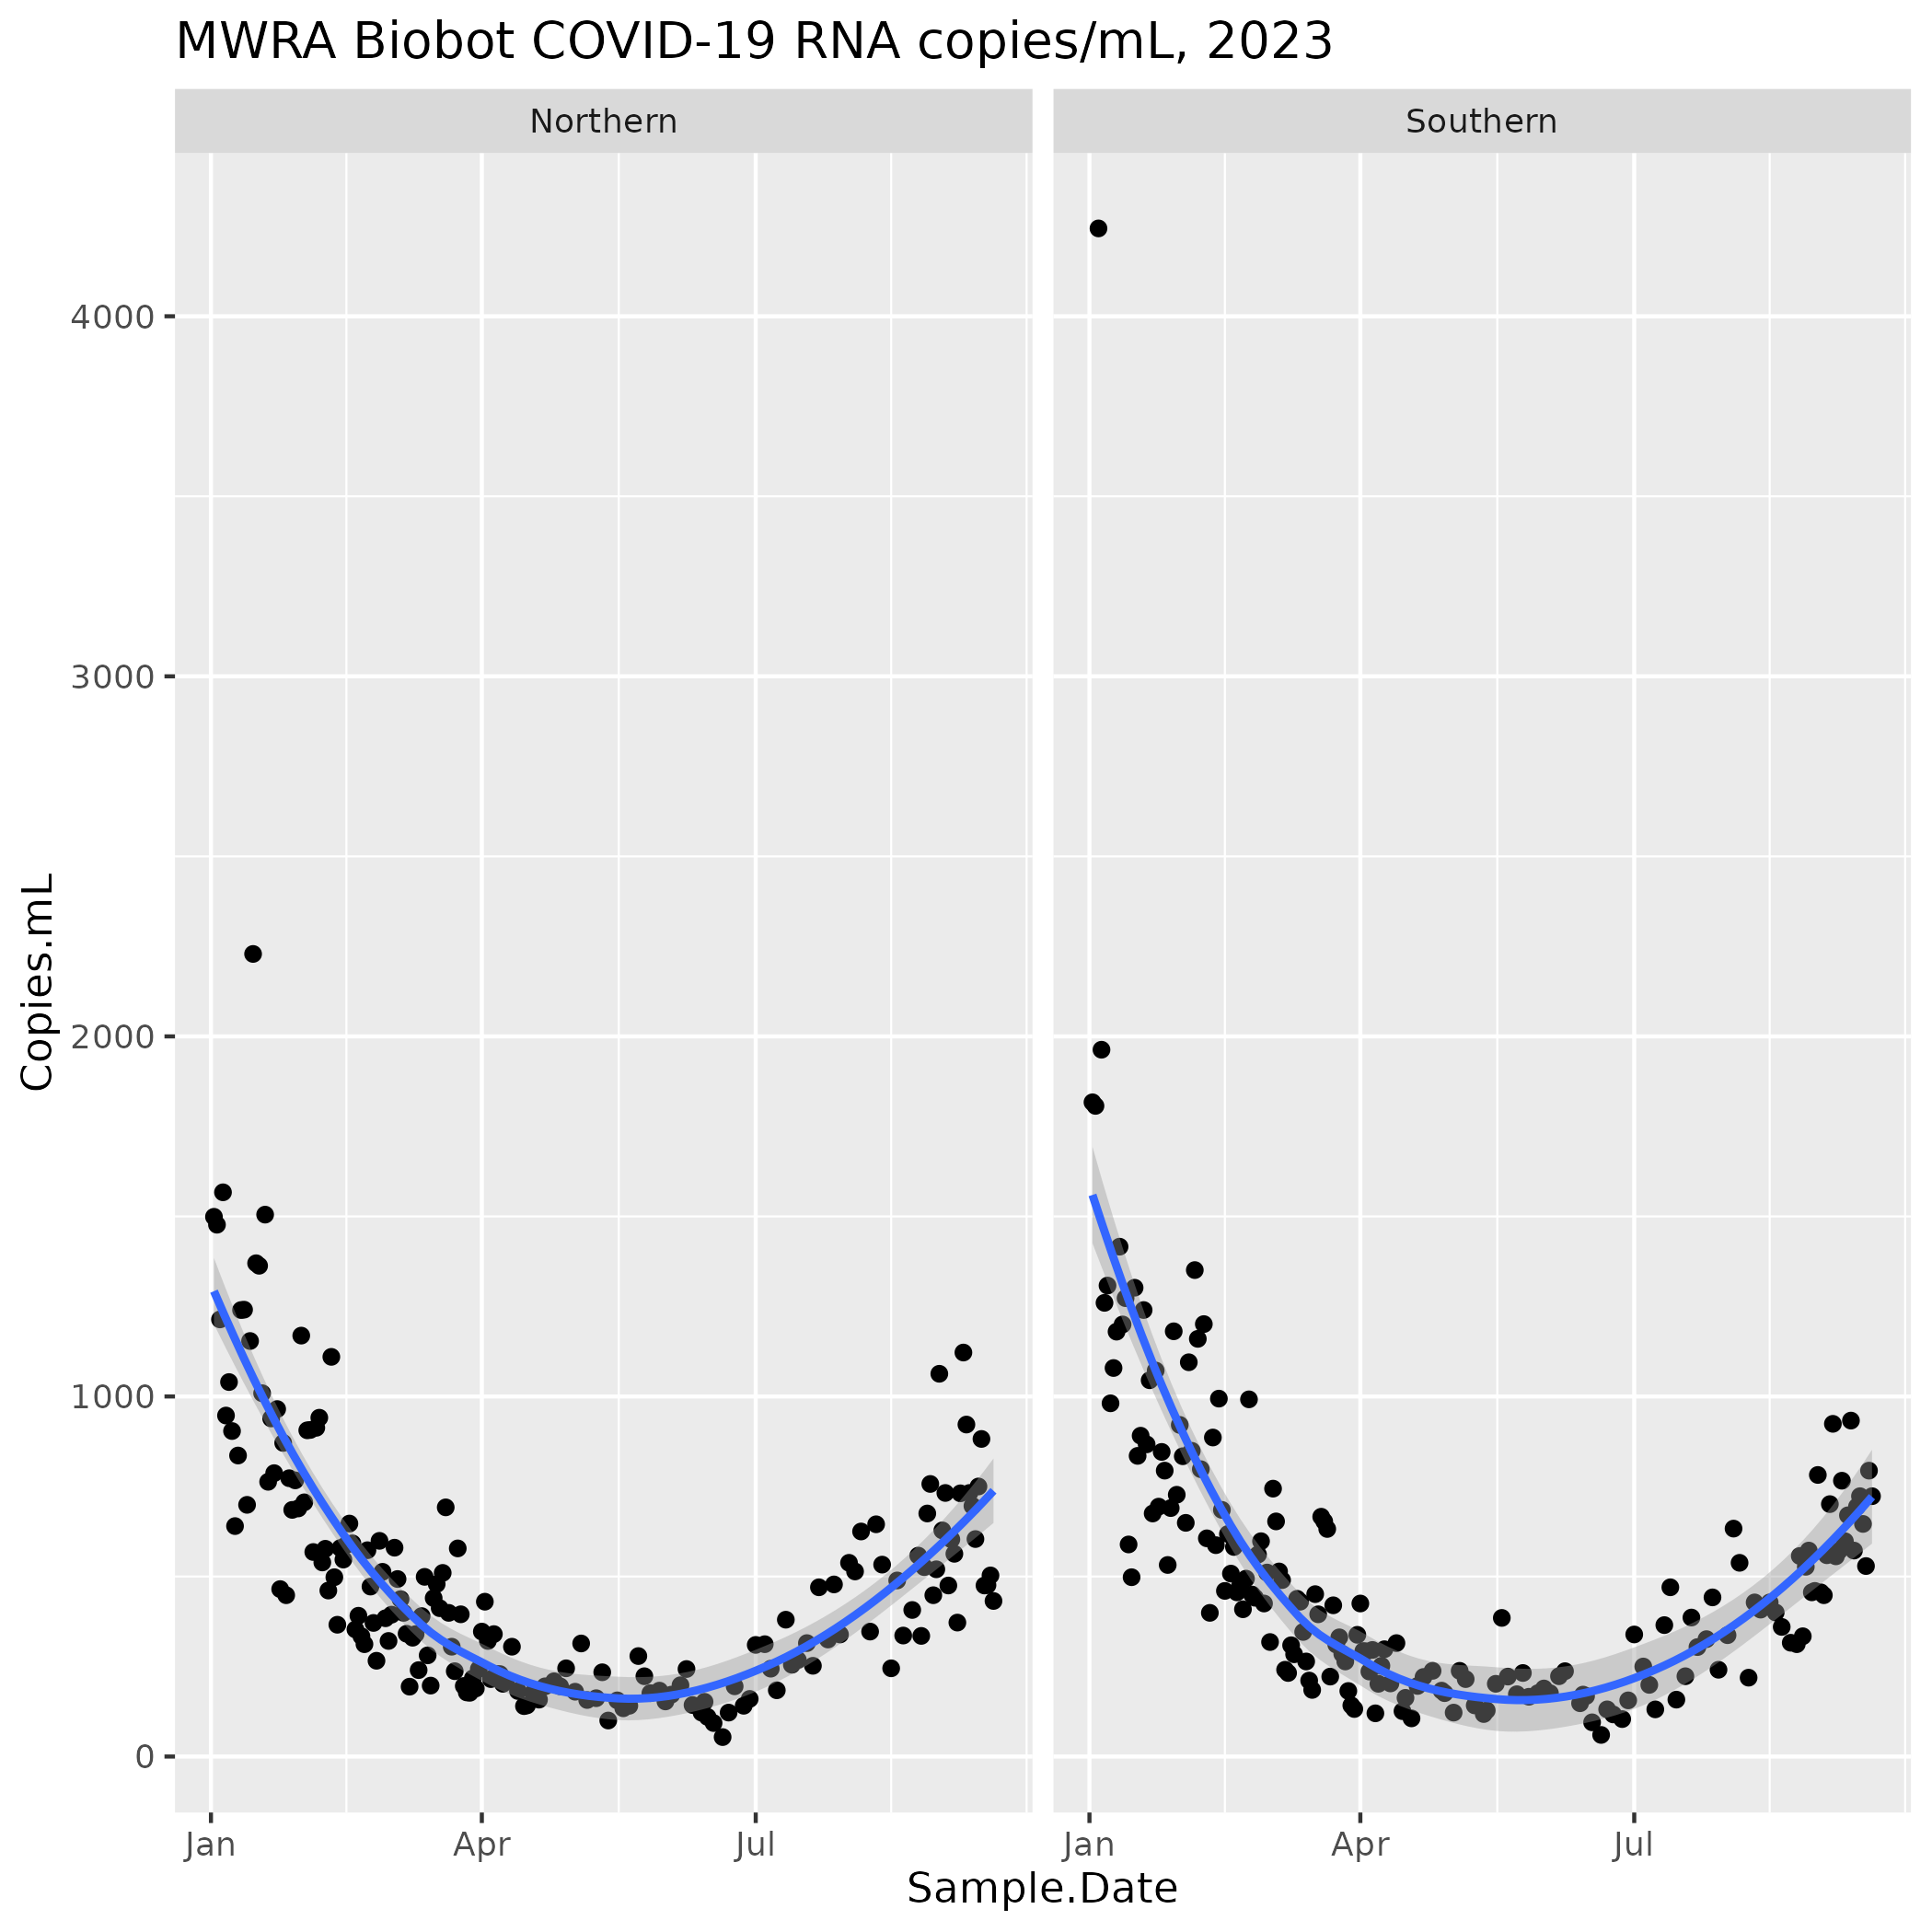 MWRA Biobot COVID-19 RNA copies/mL, 2023
Northern
Southern
Copies.mL
4000
3000
2000
1000
0
Jan
Apr
Jul
Jan
Apr
Jul
Sample.Date